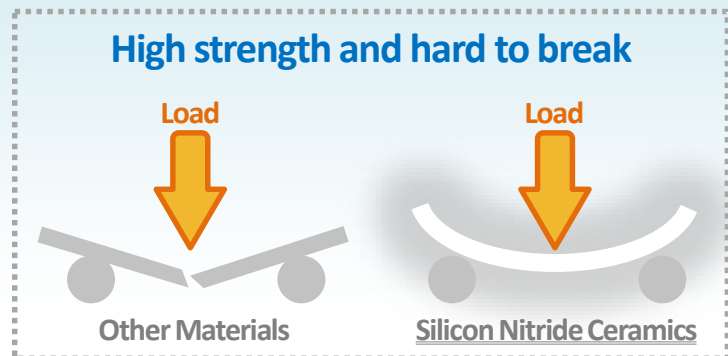 High strength and hard to break
Load
Load
Other Materials
Silicon Nitride Ceramics